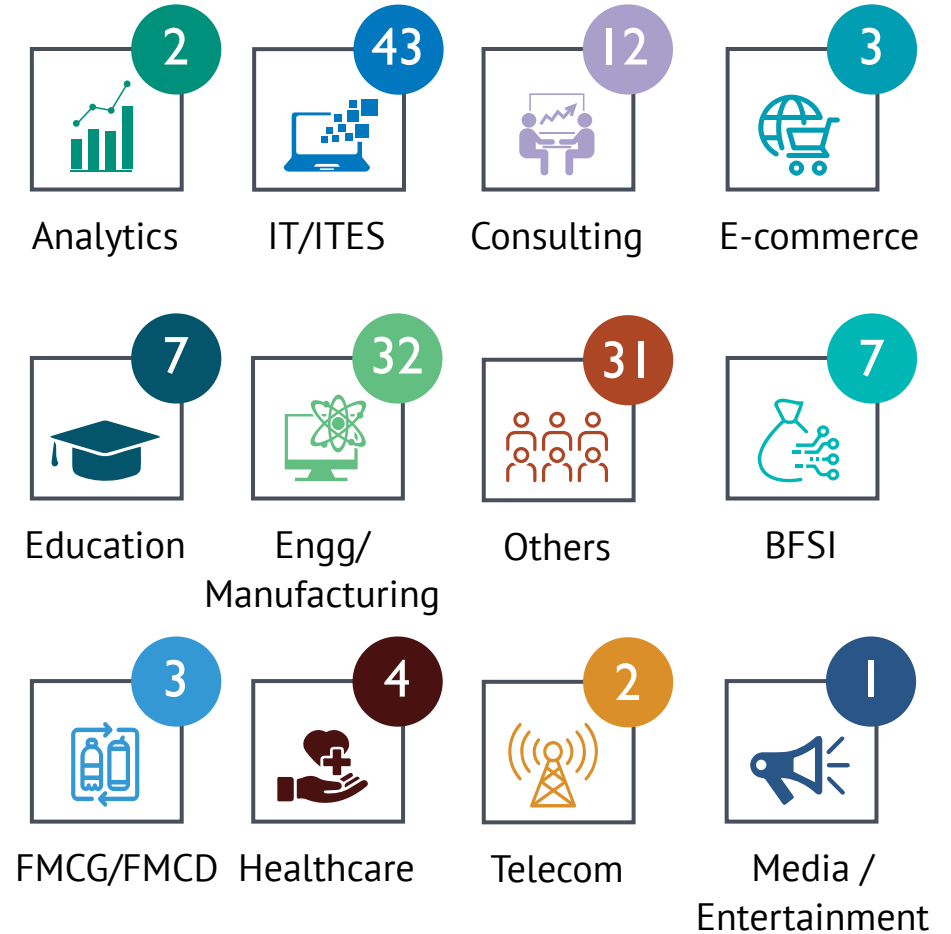 2
43
12
3
Analytics
IT/ITES
Consulting
E-commerce
7
32
31
7
Education
Engg/
Manufacturing
Others
BFSI
3
4
2
1
FMCG/FMCD
Healthcare
Telecom
Media /
Entertainment